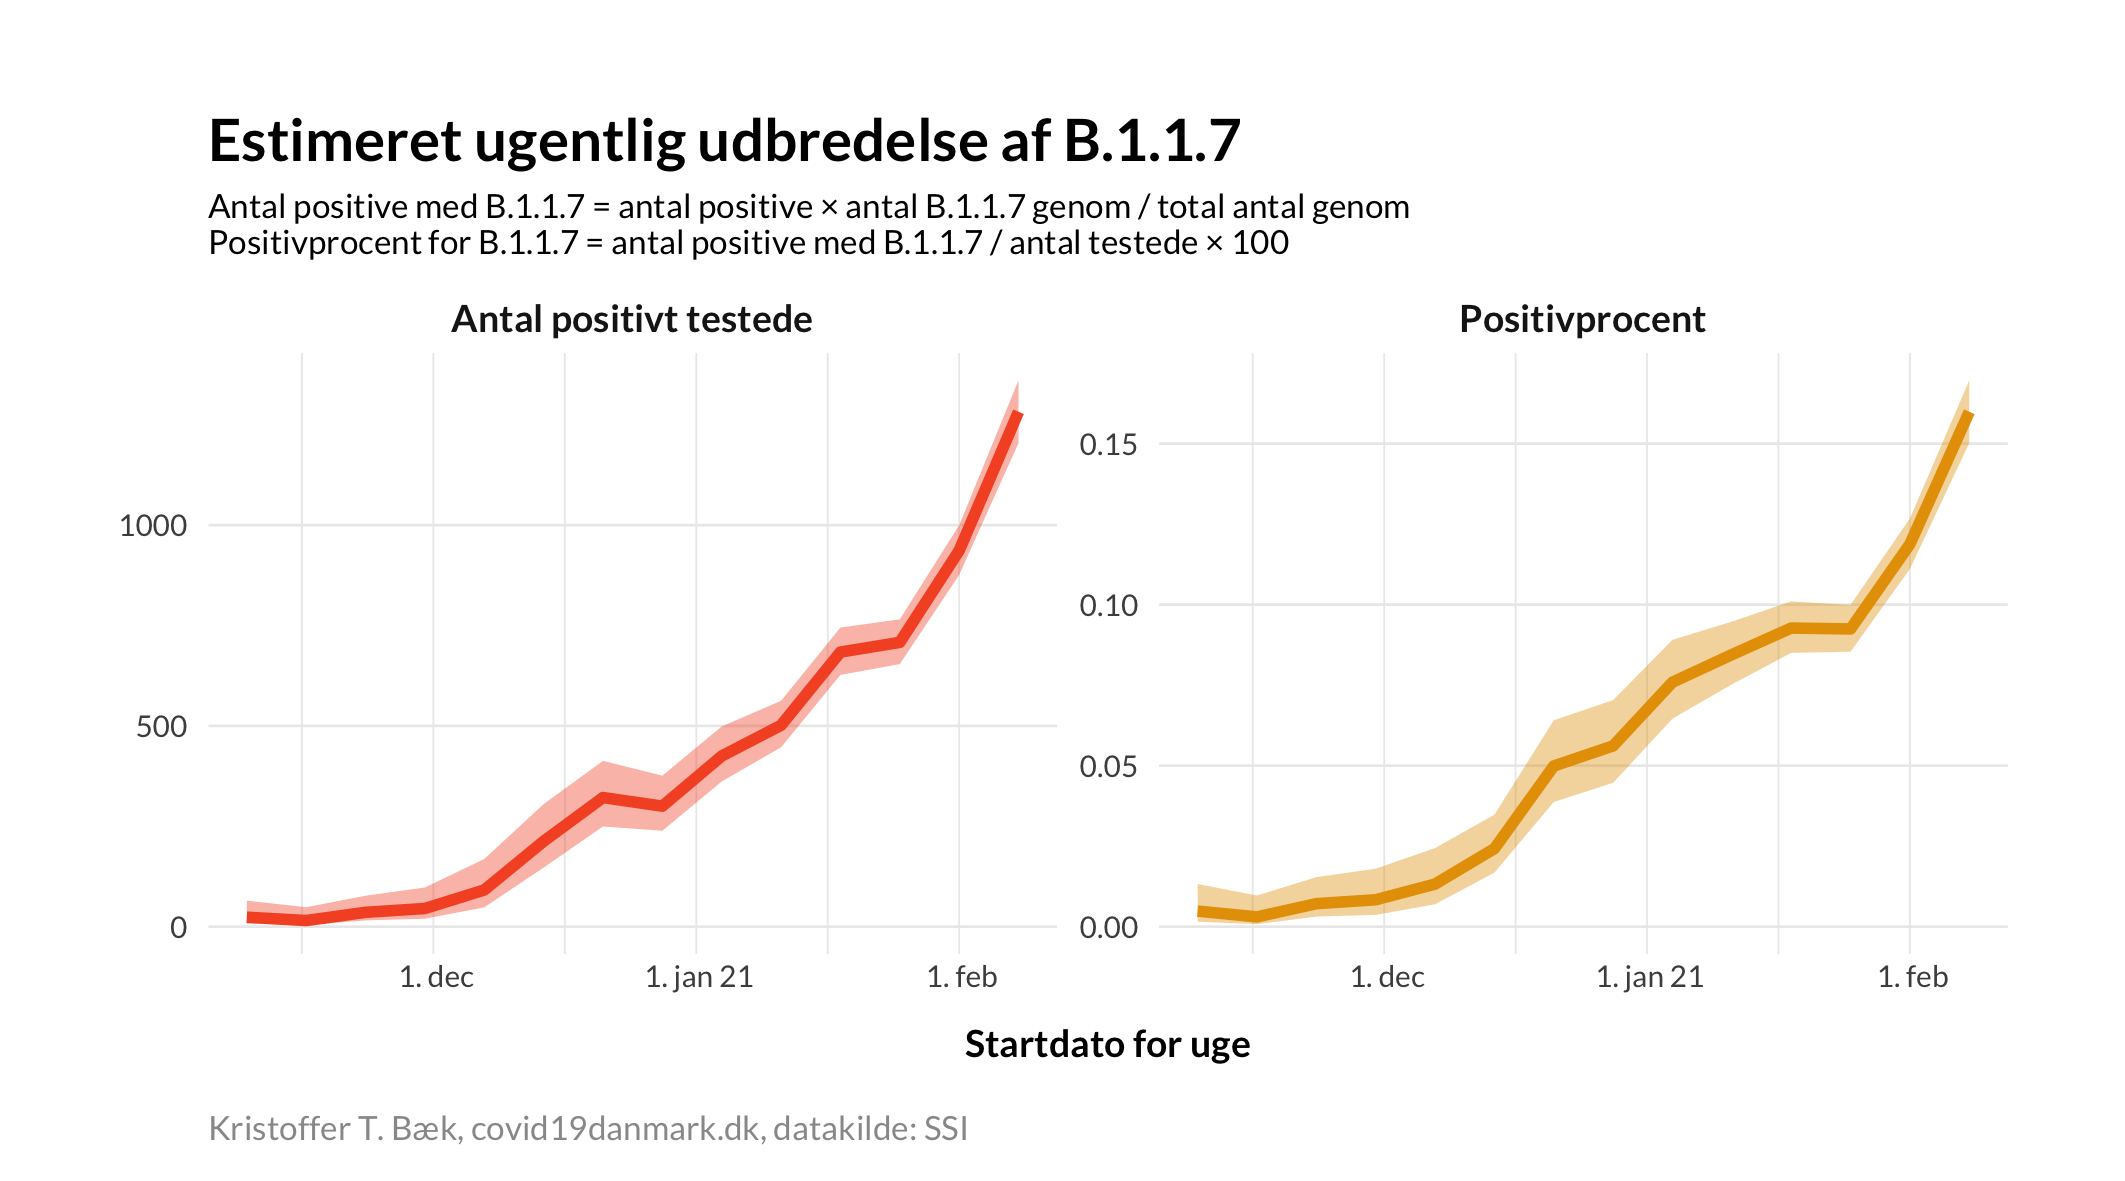 Estimeret ugentlig udbredelse af B.1.1.7
Antal positive med B.1.1.7 = antal positive × antal B.1.1.7 genom / total antal genom
Positivprocent for B.1.1.7 = antal positive med B.1.1.7 / antal testede × 100
Antal positivt testede
1000
500
0
1. dec
1. jan 21
1. feb
Positivprocent
0.15
0.10
0.05
0.00
1. dec
1. jan 21
1. feb
Startdato for uge
Kristoffer T. Bæk, covid19danmark.dk, datakilde: SSI